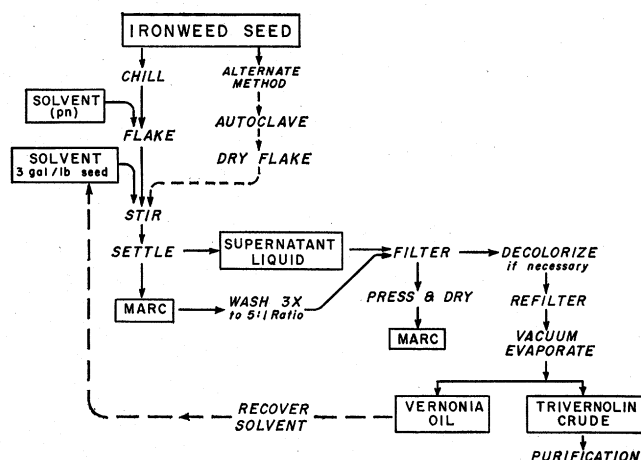 IRONWEED SEED
CHILL
ALTERNATE
METHOD
SOLVENT
(pn)
AUTOCLAVE
FLAKE
SOLVENT
3 gal/lb seed
DRY FLAKE
STIR
SETTLE
SUPERNATANT
LIQUID
FILTER
DECOLORIZE
if necessary
MARC
WASH 3X
to 5:1 Ratio
PRESS & DRY
REFILTER
MARC
VACUUM
EVAPORATE
RECOVER
SOLVENT
VERNONIA
OIL
TRIVERNOLIN
CRUDE
PURIFICATION